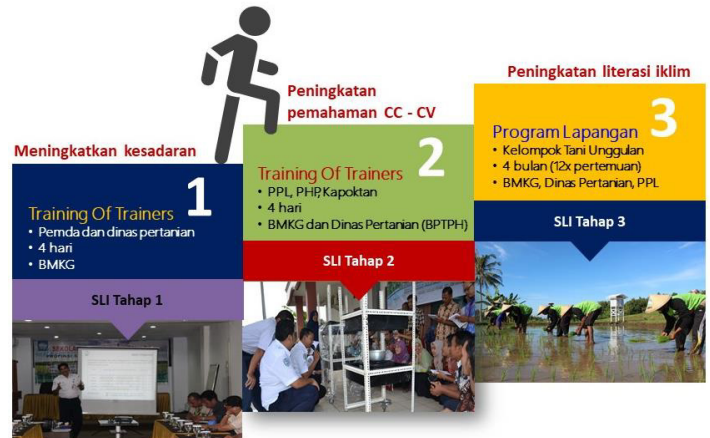 Meningkatkan kesadaran
1
Training Of Trainers
• Pemda dan dinas pertanian
• 4 hari
• BMKG
SLI Tahap 1
Peningkatan
pemahaman CC - CV
2
Training Of Trainers
• PPL, PHP, Kapoktan
• 4 hari
• BMKG dan Dinas Pertanian (BPTPH)
SLI Tahap 2
Peningkatan literasi iklim
3
Program Lapangan
• Kelompok Tani Unggulan
• 4 bulan (12x pertemuan)
• BMKG, Dinas Pertanian, PPL
SLI Tahap 3